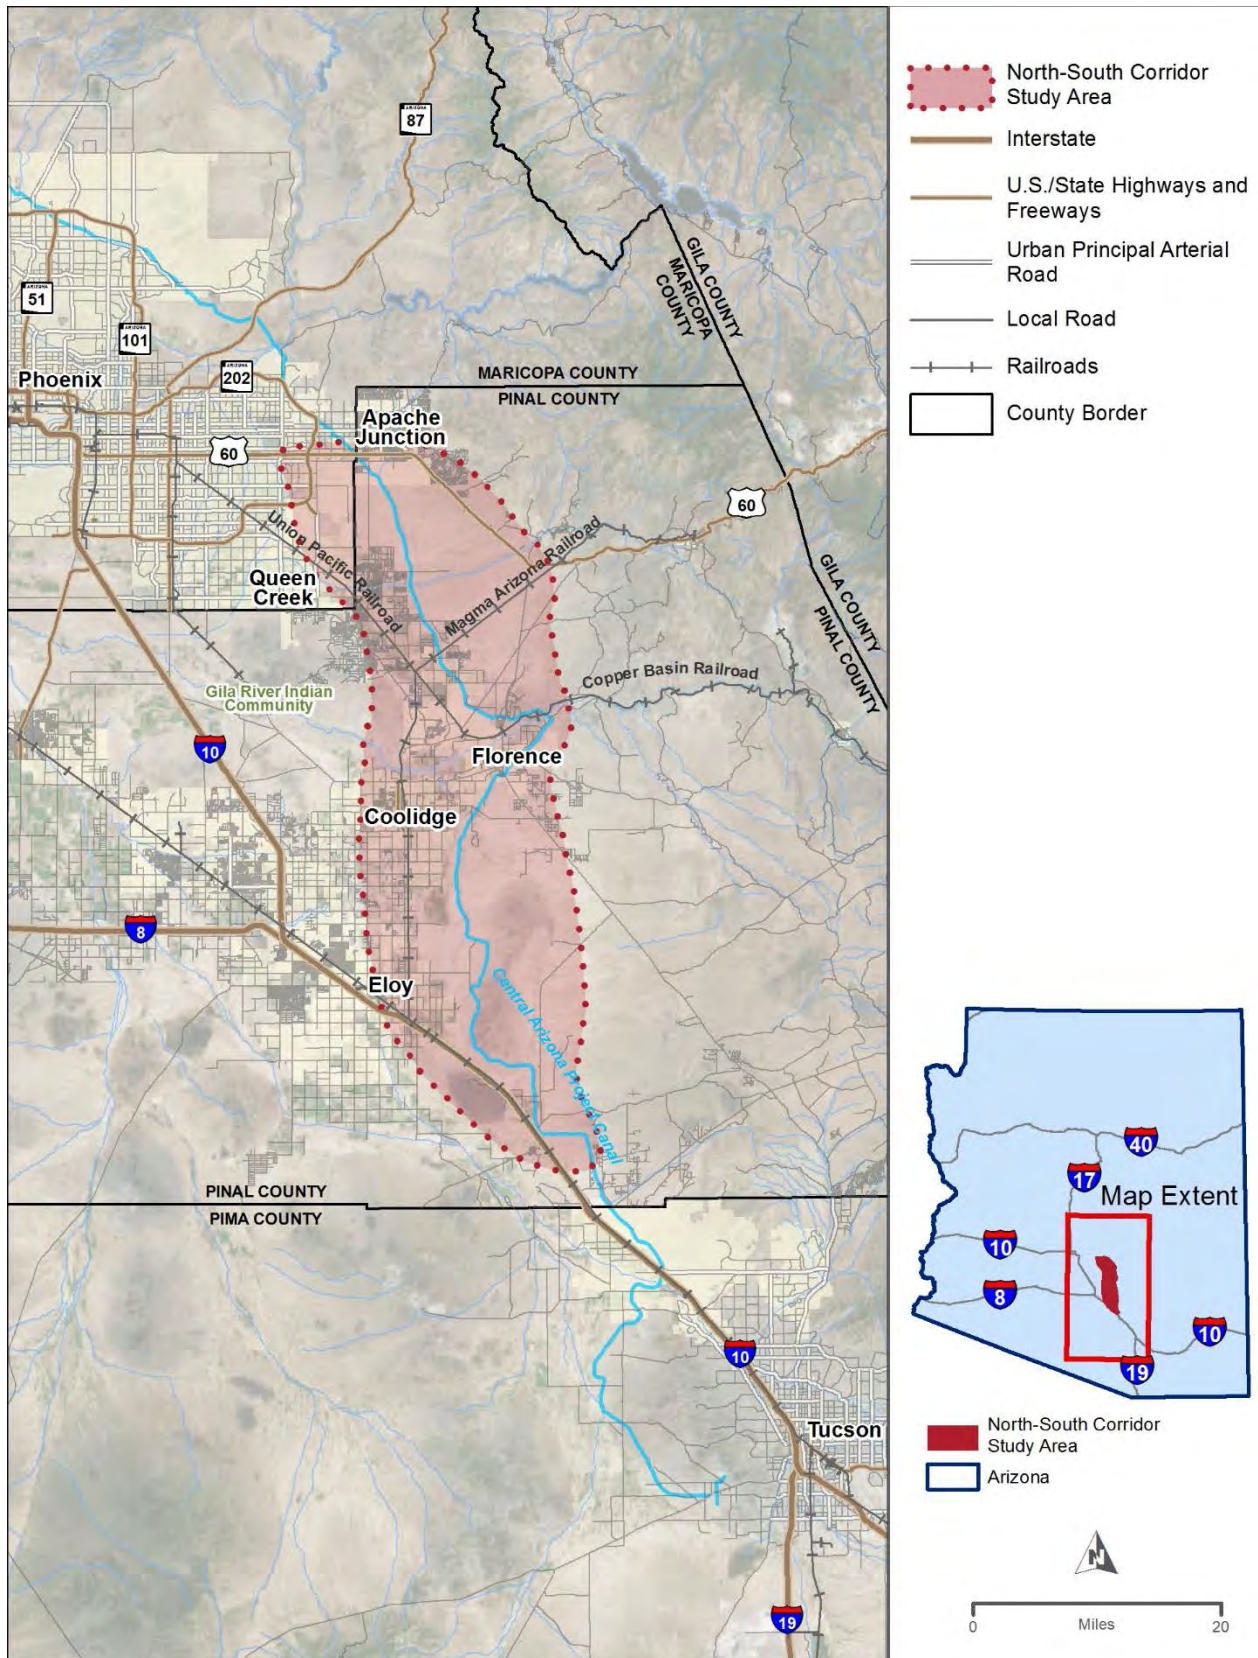 ARIZONA
87
GILA COUNTY
MARICOPA
COUNTY
ARIZONA
51
ARIZONA
101
ARIZONA
202
Phoenix
MARICOPA COUNTY
PINAL COUNTY
Apache
Junction
60
60
Union Pacific Railroad
Magma Arizona Railroad
Queen
Creek
GILA COUNTY
PINAL COUNTY
Copper Basin Railroad
Gila River Indian
Community
10
Florence
Coolidge
8
Eloy
Central Arizona Project Canal
PINAL COUNTY
PIMA COUNTY
10
Tucson
19
North-South Corridor
Study Area
Interstate
U.S./State Highways and
Freeways
Urban Principal Arterial
Road
Local Road
Railroads
County Border
40
17
Map Extent
10
8
10
19
North-South Corridor
Study Area
Arizona
N
0
Miles
20